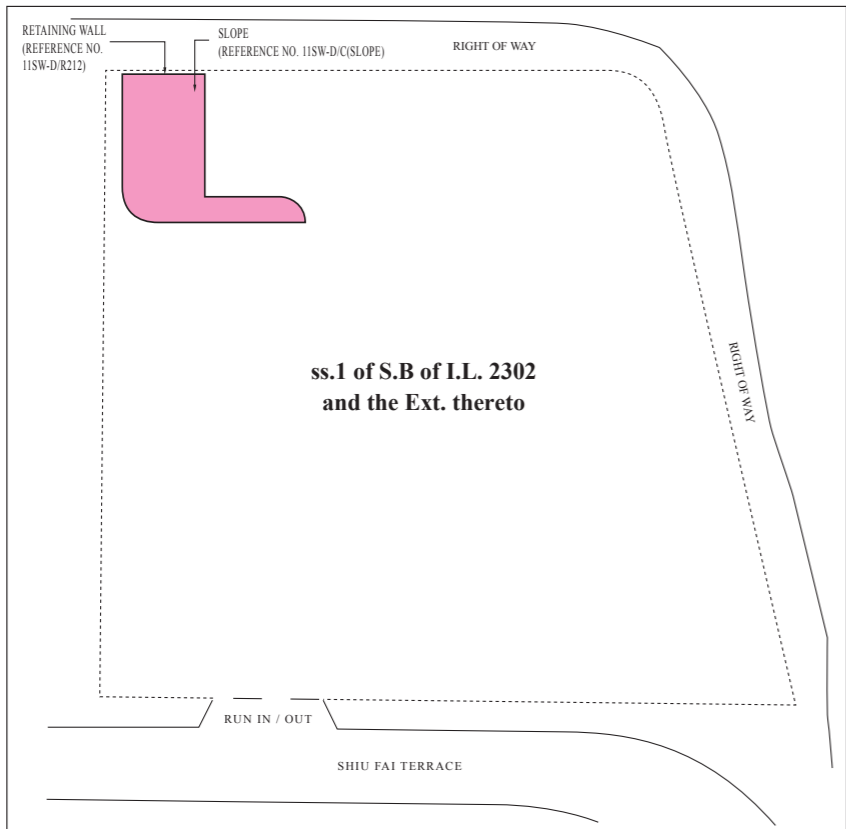 RETAINING WALL
(REFERENCE NO.
11SW-D/R212)
SLOPE
(REFERENCE NO. 11SW-D/C(SLOPE)
RIGHT OF WAY
ss.1 of S.B of I.L. 2302
and the Ext. thereto
RIGHT OF WAY
RUN IN / OUT
SHIU FAI TERRACE